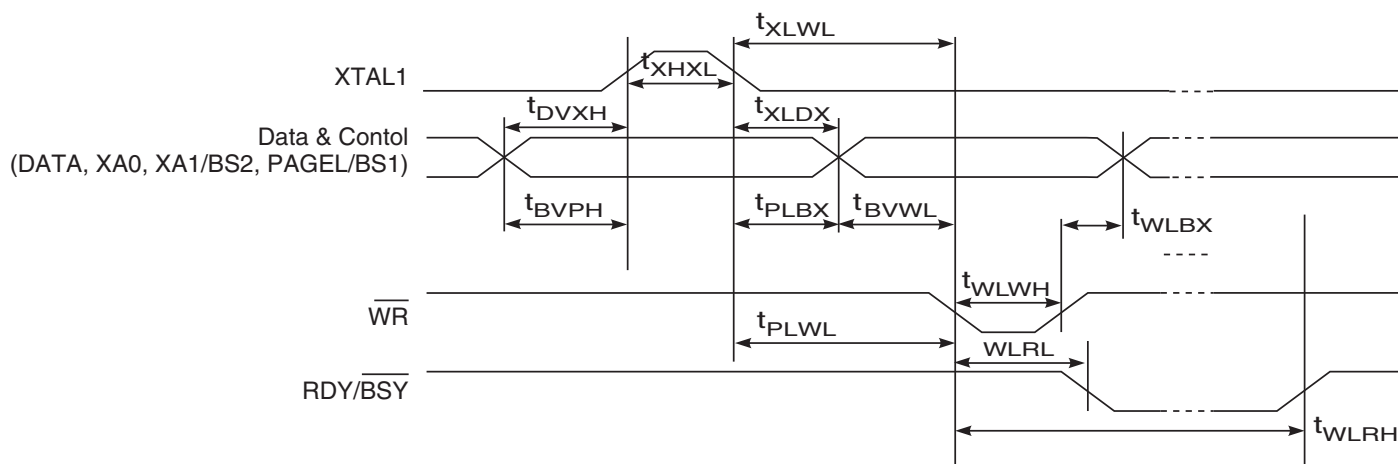 tXLWL
XTAL1
tXHXL
tDVXH
tXLDX
Data & Contol
(DATA, XA0, XA1/BS2, PAGEL/BS1)
tBVPH
tPLBX
tBVWL
tWLBX
tWLWH
WR
tPLWL
WLRL
RDY/BSY
tWLRH